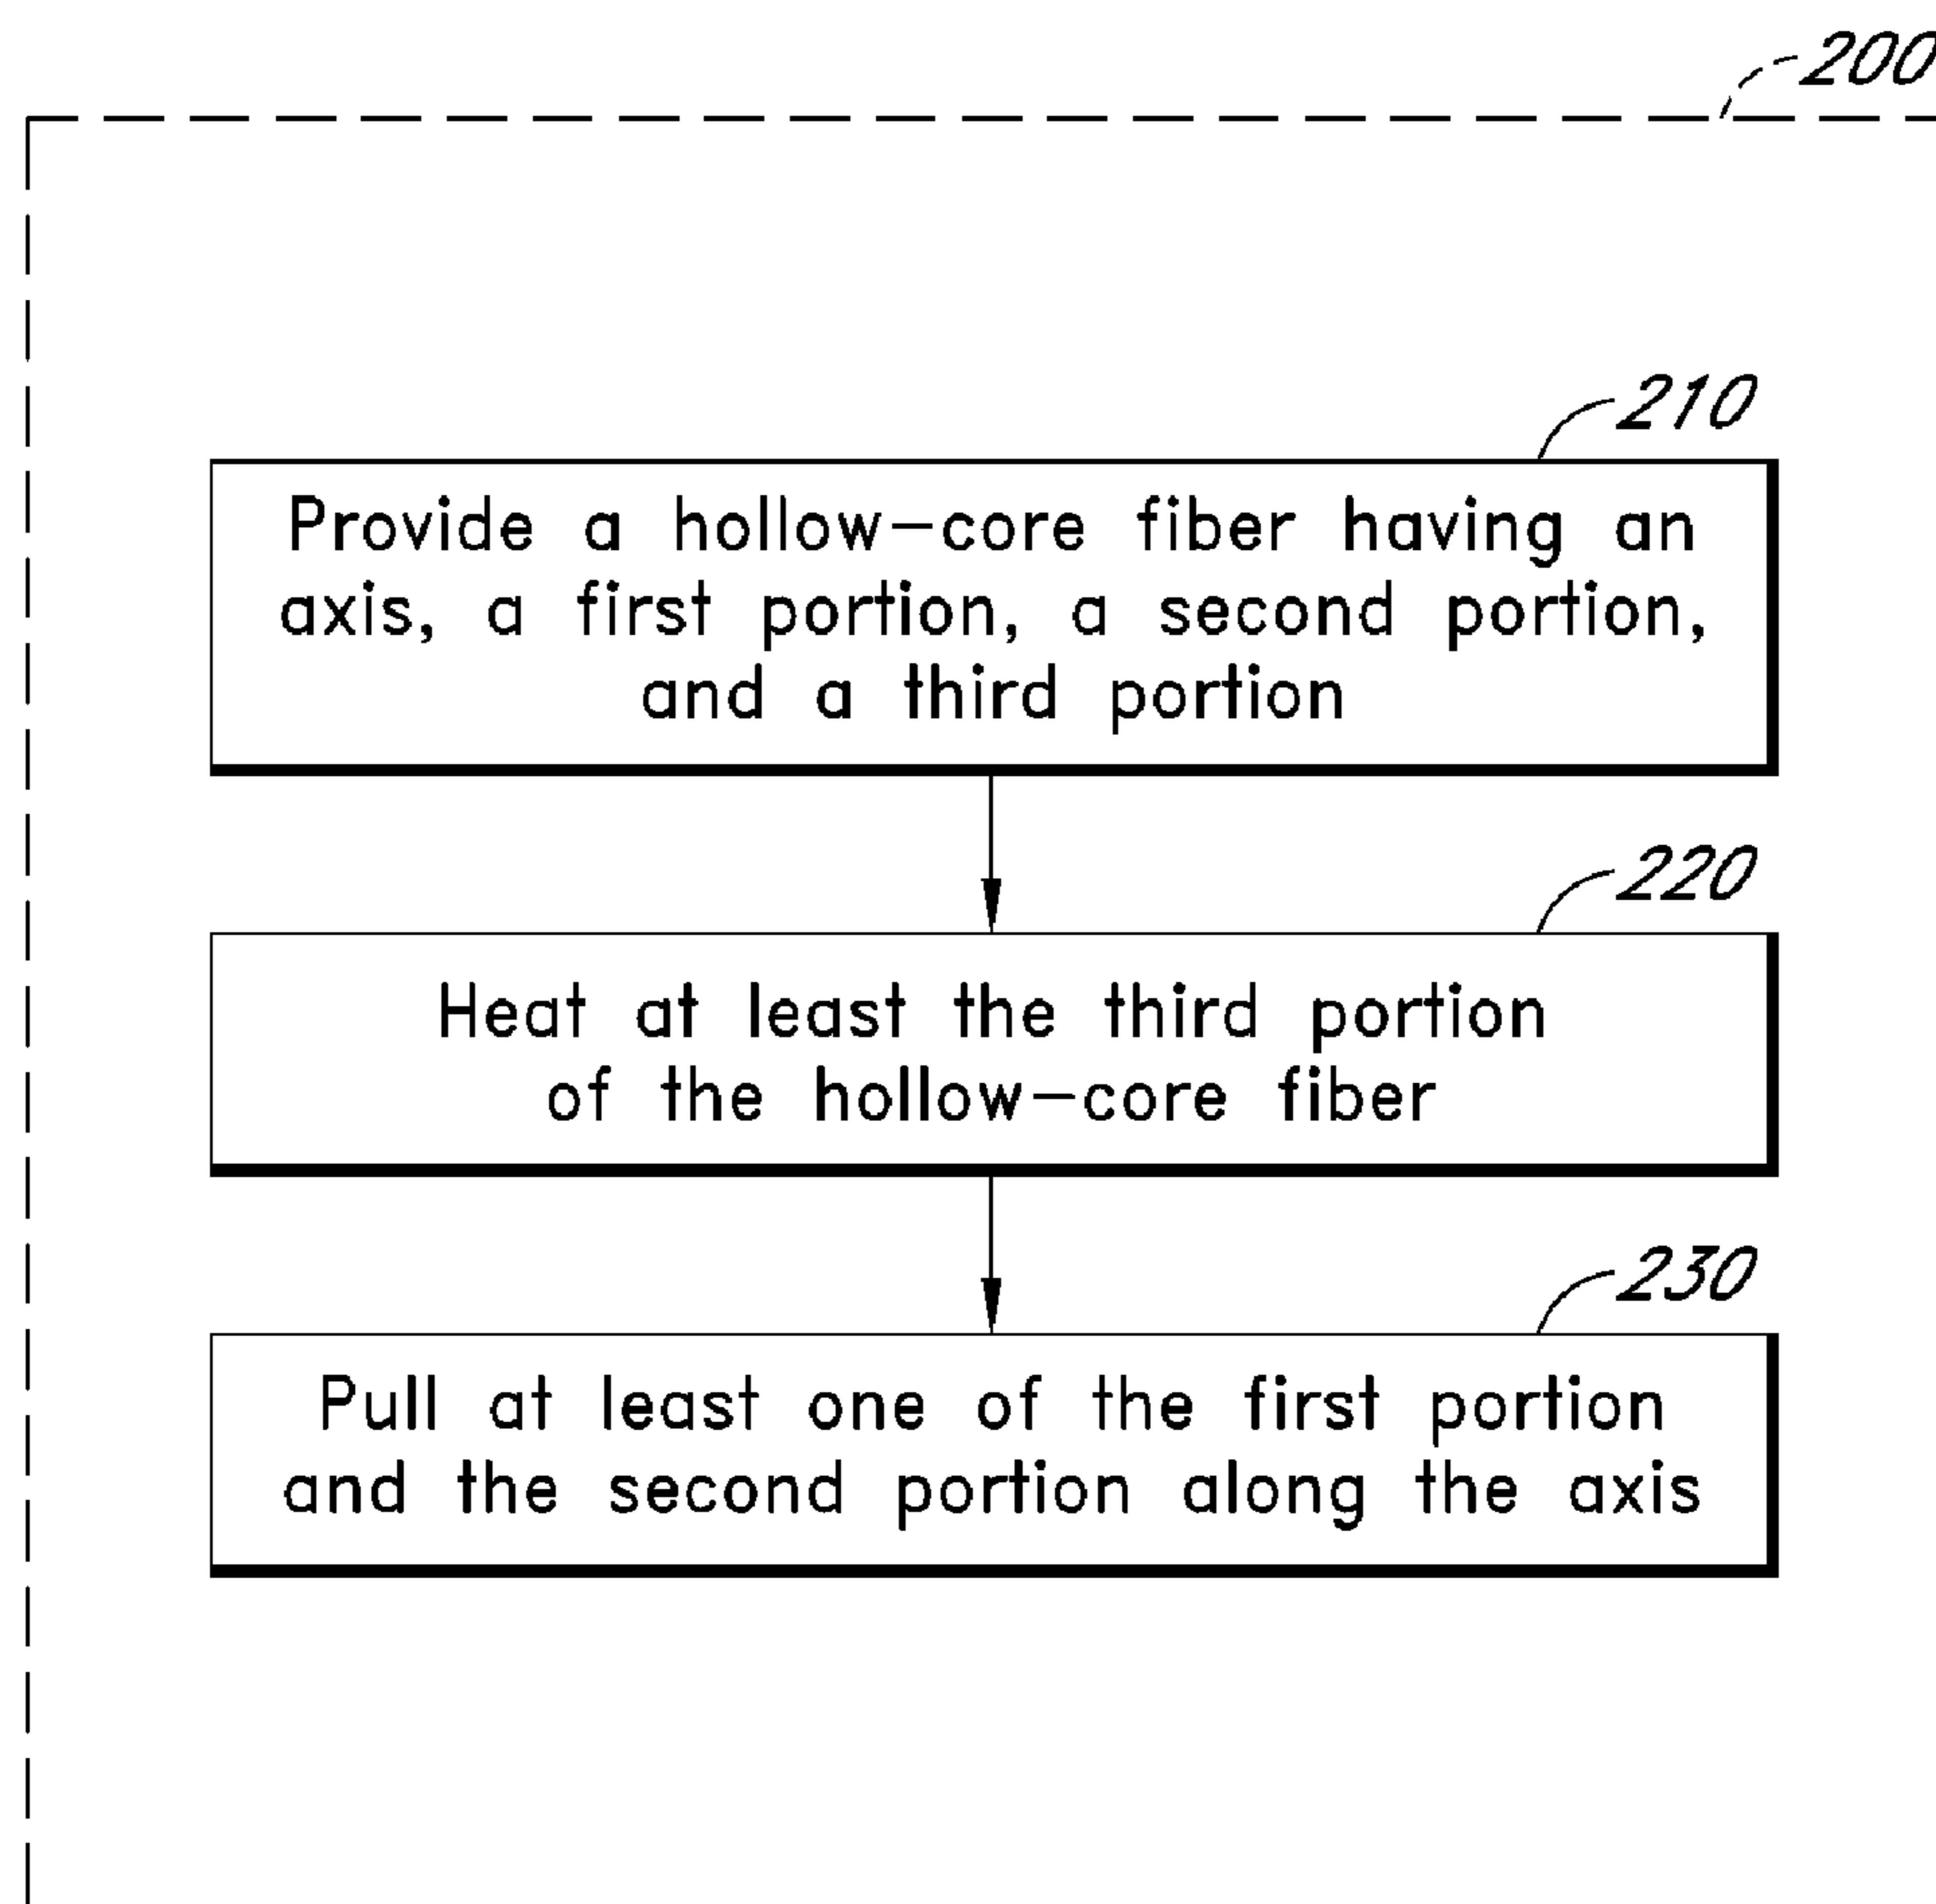 200
210
Provide a hollow-core fiber having an
axis, a first portion, a second portion,
and a third portion
220
Heat at least the third portion
of the hollow-core fiber
230
Pull at least one of the first portion
and the second portion along the axis